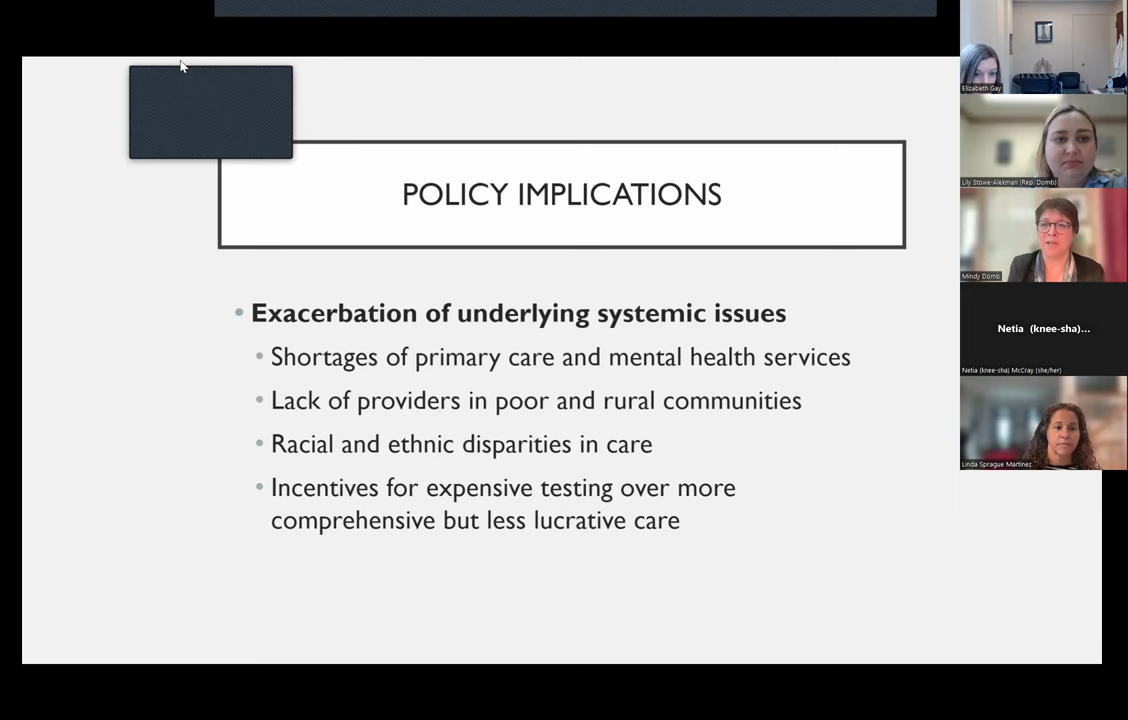 POLICY IMPLICATIONS
• Exacerbation of underlying systemic issues
• Shortages of primary care and mental health services
• Lack of providers in poor and rural communities
• Racial and ethnic disparities in care
• Incentives for expensive testing over more
comprehensive but less lucrative care
Elizabeth Gay
Lily Stowe-Alekman (Rep. Domb)
Mindy Domb
Netia (knee-sha)...
Netia (knee-sha) McCray (she/her)
Linda Sprague Martinez